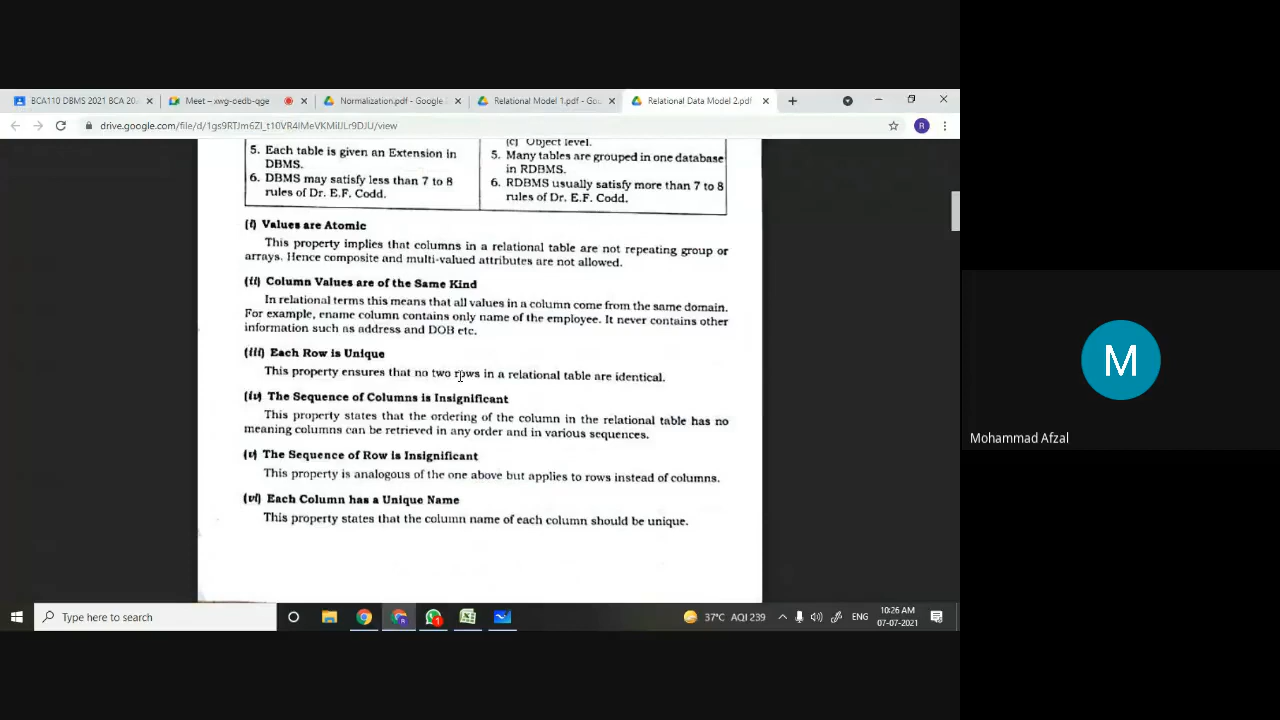 BCA110 DBMS 2021 BCA 20
Meet – xwg-oedb-qge
Normalization.pdf - Google
Relational Model 1.pdf - Goo
Relational Data Model 2.pdf
drive.google.com/file/d/1gs9RTJm6ZI_t10VR4IMeVKMiIJLr9DJU/view
R
(c) Object level.
5. Each table is given an Extension in
DBMS.
6. DBMS may satisfy less than 7 to 8
rules of Dr. E.F. Codd.
5. Many tables are grouped in one database
in RDBMS.
6. RDBMS usually satisfy more than 7 to 8
rules of Dr. E.F. Codd.
(i) Values are Atomic
This property implies that columns in a relational table are not repeating group or
arrays. Hence composite and multi-valued attributes are not allowed.
(ii) Column Values are of the Same Kind
In relational terms this means that all values in a column come from the same domain.
For example, ename column contains only name of the employee. It never contains other
information such as address and DOB etc.
(iii) Each Row is Unique
This property ensures that no two rows in a relational table are identical.
(iv) The Sequence of Columns is Insignificant
This property states that the ordering of the column in the relational table has no
meaning columns can be retrieved in any order and in various sequences.
(v) The Sequence of Row is Insignificant
This property is analogous of the one above but applies to rows instead of columns.
(vi) Each Column has a Unique Name
This property states that the column name of each column should be unique.
M
Mohammad Afzal
Type here to search
1
37°C AQI 239
ENG
10:26 AM
07-07-2021